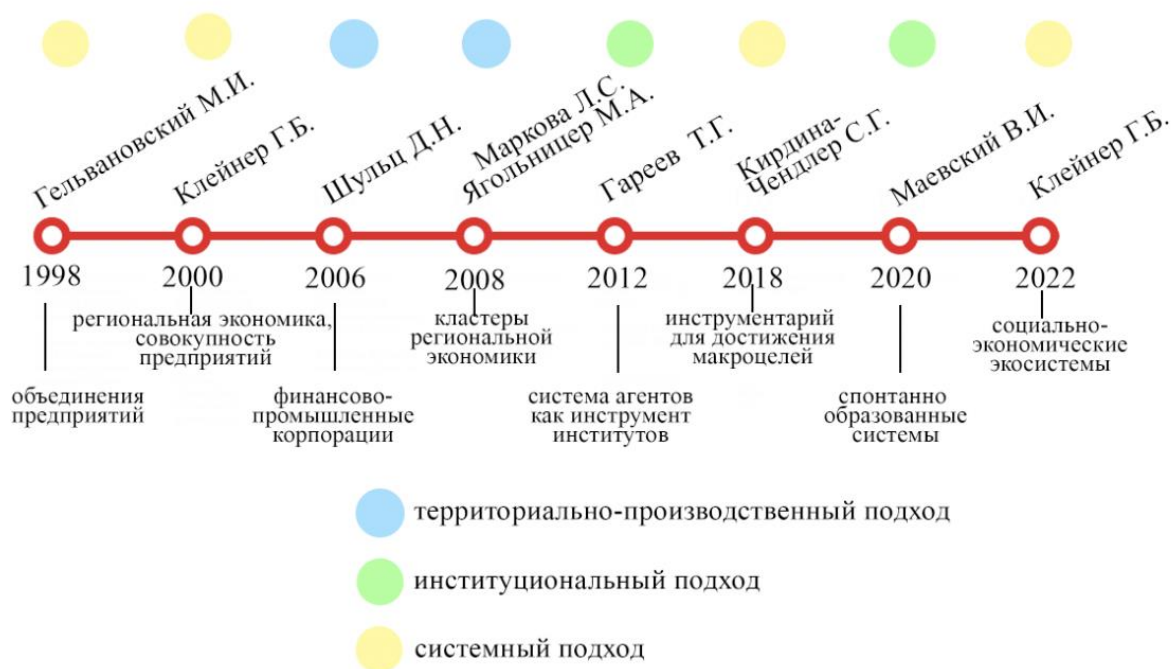 Гельвановский М.И.
Клейнер Г.Б.
Шульц Д.Н.
Маркова Л.С.
Ягольницер М.А.
Гареев Т.Г.
Кирдина-
Чендлер С.Г.
Маевский В.И.
Клейнер Г.Б.
1998
2000
2006
2008
2012
2018
2020
2022
объединения
предприятий
региональная экономика,
совокупность
предприятий
финансово-
промышленные
корпорации
кластеры
региональной
экономики
система агентов
как инструмент
институтов
инструментарий
для достижения
макроцелей
спонтанно
образованные
системы
социально-
экономические
экосистемы
территориально-производственный подход
институциональный подход
системный подход